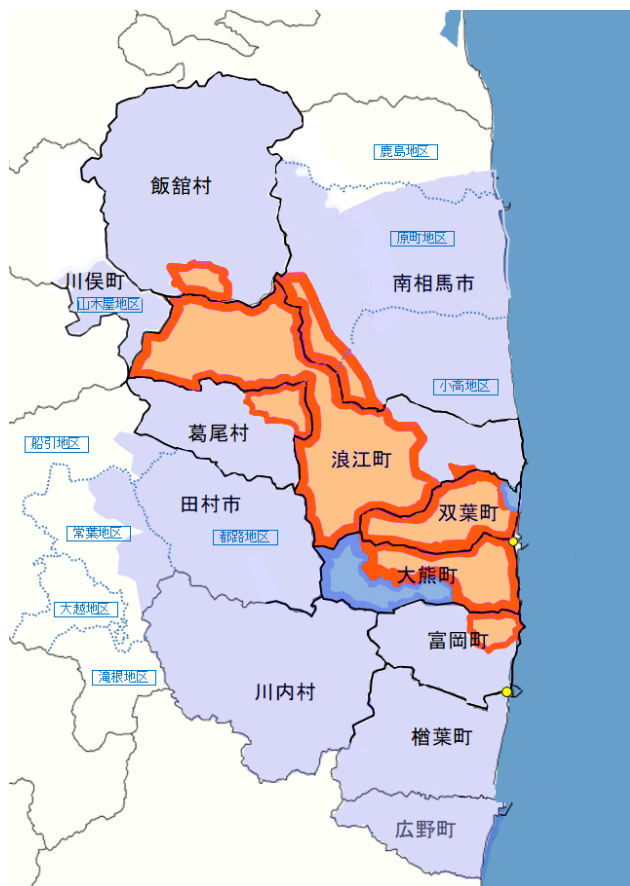 鹿島地区
飯舘村
原町地区
南相馬市
川俣町
山木屋地区
小高地区
葛尾村
船引地区
浪江町
田村市
双葉町
常葉地区
都路地区
大熊町
大越地区
富岡町
滝根地区
川内村
楢葉町
広野町